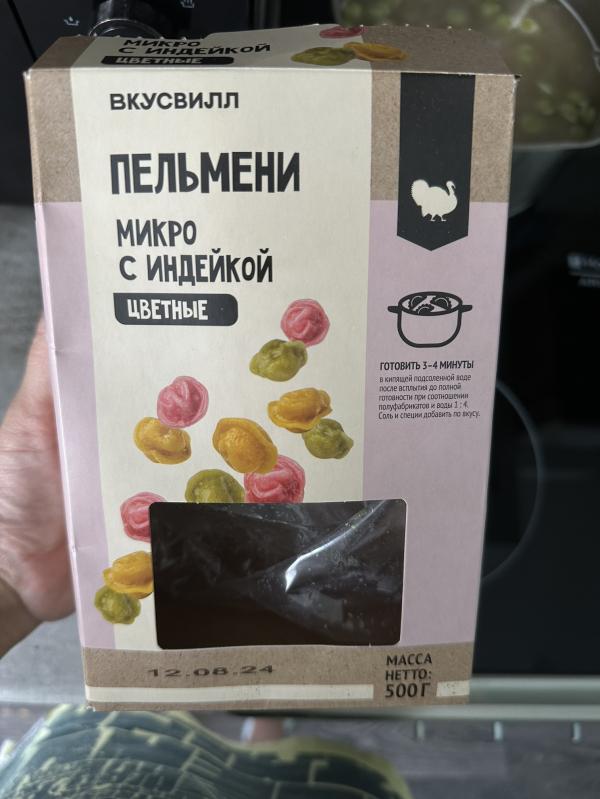 МИКРО
С ИНДЕЙКОЙ
ЦВЕТНЫЕ
ВКУСВИЛЛ
ПЕЛЬМЕНИ
МИКРО
С ИНДЕЙКОЙ
ЦВЕТНЫЕ
ГОТОВИТЬ 3–4 МИНУТЫ
в кипящей подсоленной воде
после всплытия до полной
готовности при соотношении
полуфабрикатов и воды 1 : 4.
Соль и специи добавить по вкусу.
12.08.24
МАССА
НЕТТО:
500 Г